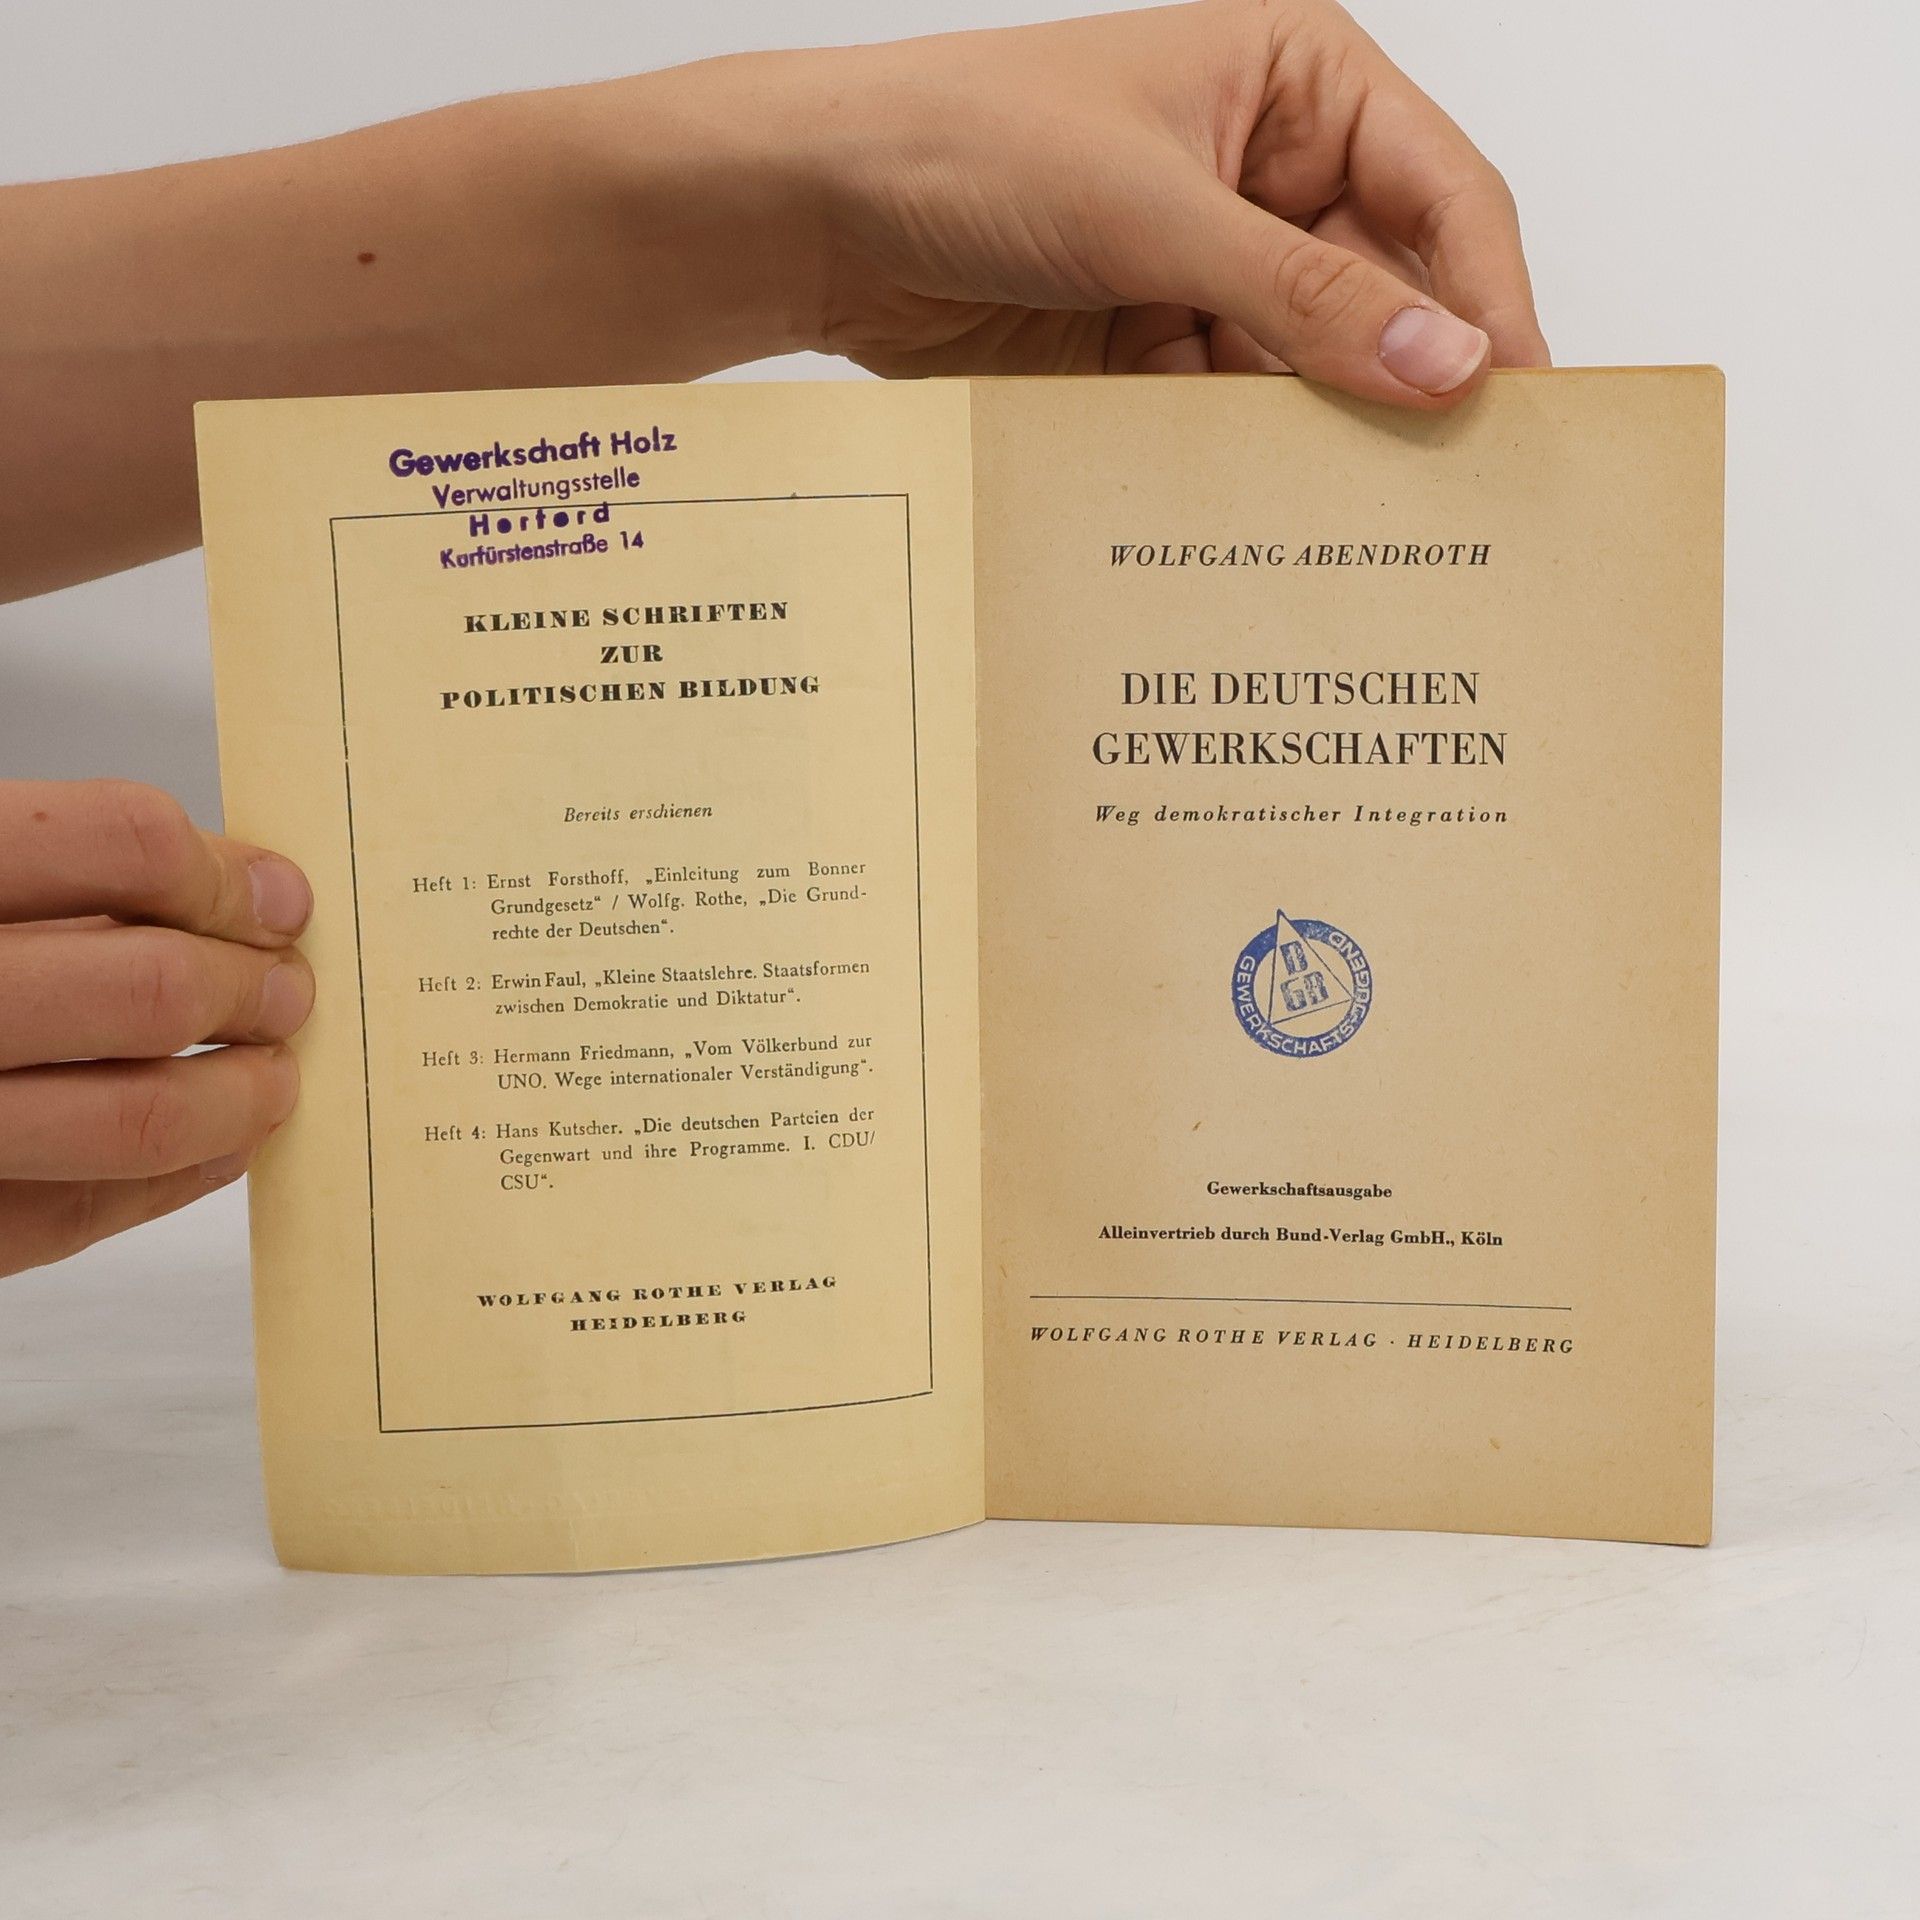 Gewerkschaft Holz
Verwaltungsstelle
Herford
Kurfürstenstraße 14
KLEINE SCHRIFTEN
ZUR
POLITISCHEN BILDUNG
Bereits erschienen
Heft 1: Ernst Forsthoff, „Einleitung zum Bonner
Grundgesetz“ / Wolfg. Rothe, „Die Grund-
rechte der Deutschen“.
Heft 2: Erwin Faul, „Kleine Staatslehre. Staatsformen
zwischen Demokratie und Diktatur“.
Heft 3: Hermann Friedmann, „Vom Völkerbund zur
UNO. Wege internationaler Verständigung“.
Heft 4: Hans Kutscher. „Die deutschen Parteien der
Gegenwart und ihre Programme. I. CDU/
CSU“.
WOLFGANG ROTHE VERLAG
HEIDELBERG
WOLFGANG ABENDROTH
DIE DEUTSCHEN
GEWERKSCHAFTEN
Weg demokratischer Integration
GEWERKSCHAFTS-JUGEND
D
GB
Gewerkschaftsausgabe
Alleinvertrieb durch Bund-Verlag GmbH., Köln
WOLFGANG ROTHE VERLAG · HEIDELBERG